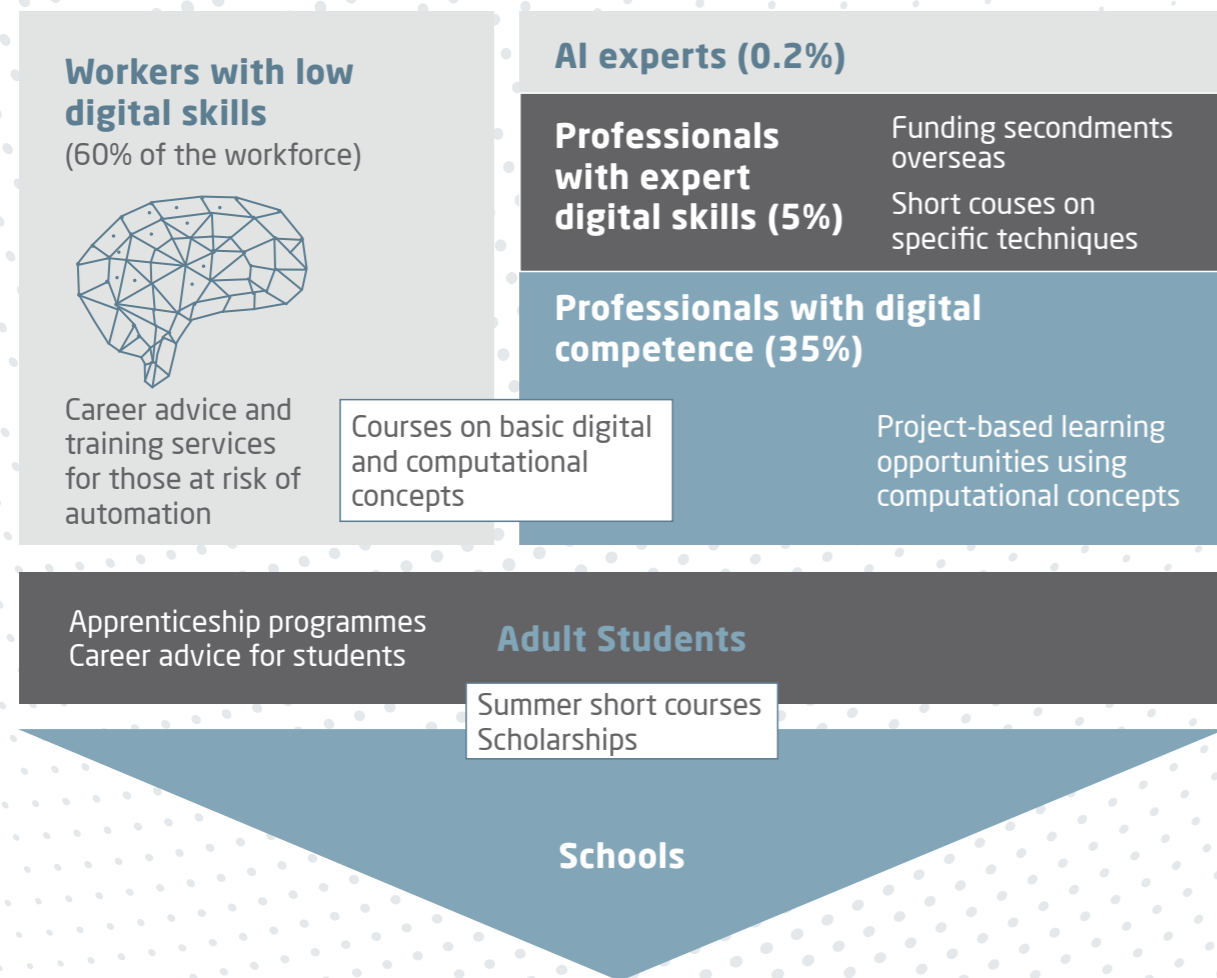 Workers with low
digital skills
(60% of the workforce)
Career advice and
training services
for those at risk of
automation
Courses on basic digital
and computational
concepts
AI experts (0.2%)
Professionals
with expert
digital skills (5%)
Funding secondments
overseas
Short couses on
specific techniques
Professionals with digital
competence (35%)
Project-based learning
opportunities using
computational concepts
Apprenticeship programmes
Career advice for students
Adult Students
Summer short courses
Scholarships
Schools